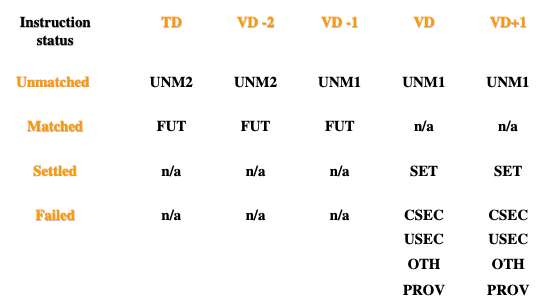 Instruction status TD VD -2 VD -1 VD VD+1
Unmatched UNM2 UNM2 UNM1 UNM1 UNM1
Matched FUT FUT FUT n/a n/a
Settled n/a n/a n/a SET SET
Failed n/a n/a n/a CSEC CSEC
USEC USEC
OTH OTH
PROV PROV